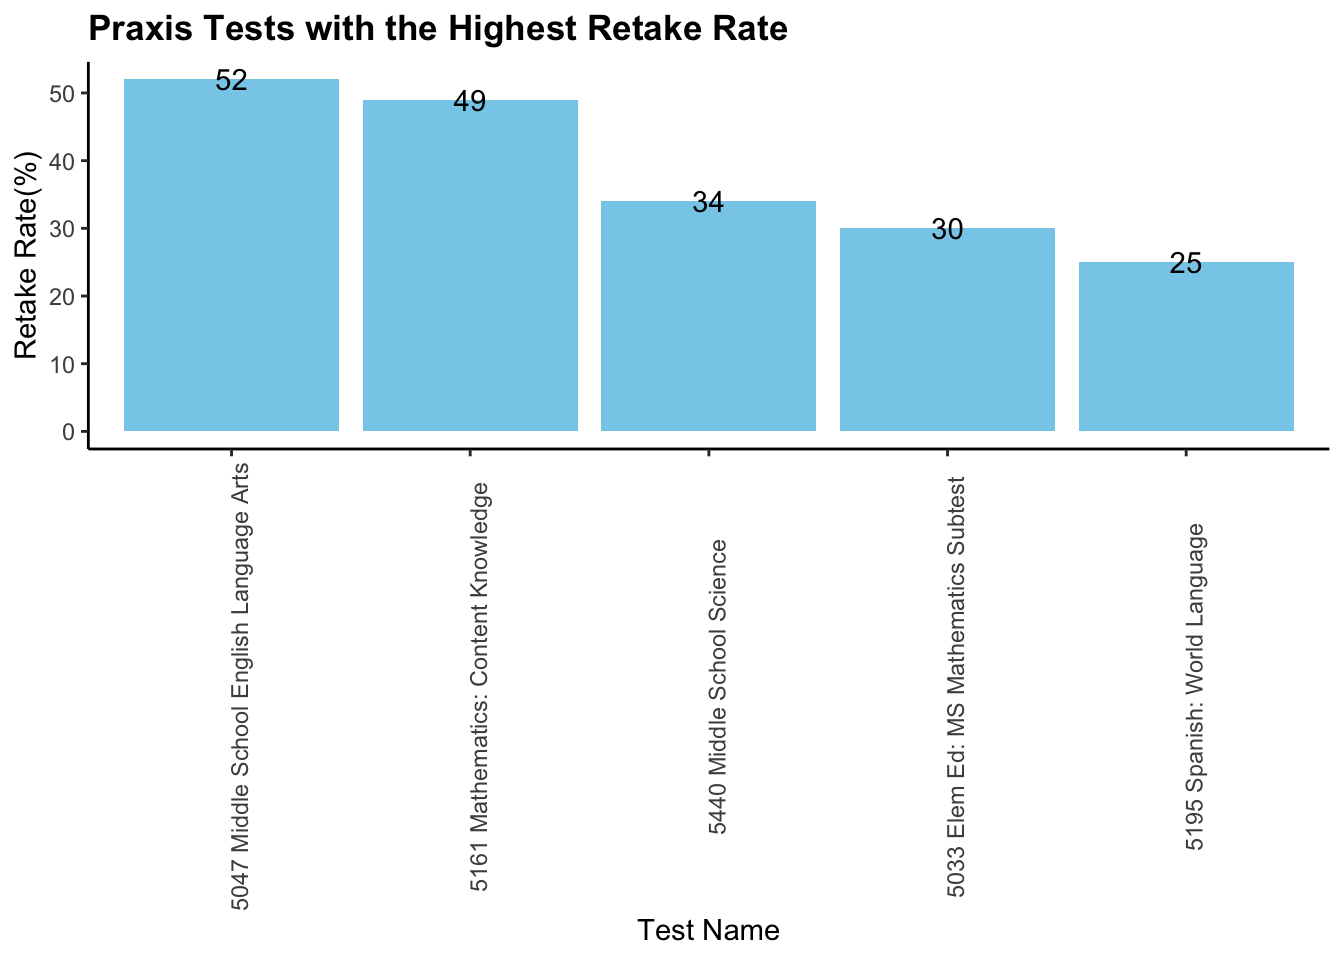 Praxis Tests with the Highest Retake Rate
Retake Rate(%)
50
40
30
20
10
0
52
49
34
30
25
5047 Middle School English Language Arts
5161 Mathematics: Content Knowledge
5440 Middle School Science
5033 Elem Ed: MS Mathematics Subtest
5195 Spanish: World Language
Test Name